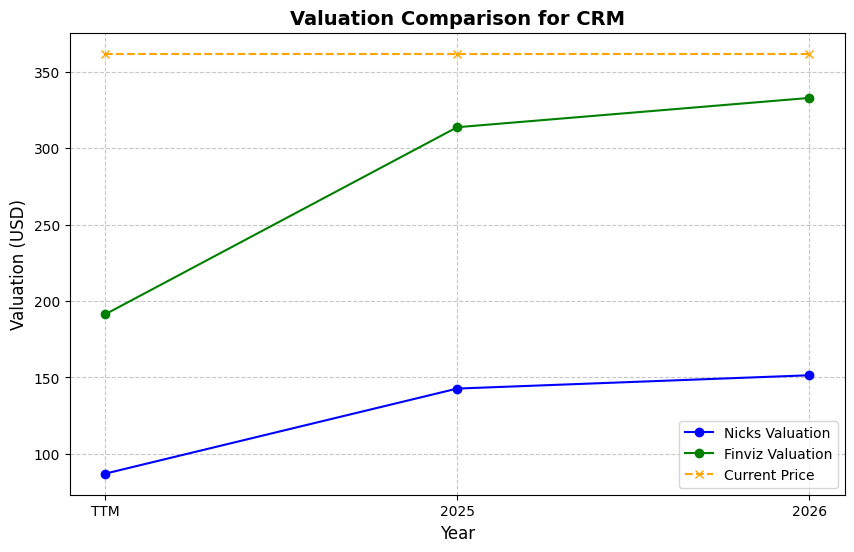 Valuation Comparison for CRM
Valuation (USD)
350
300
250
200
150
100
TTM
2025
2026
Year
Nicks Valuation
Finviz Valuation
Current Price